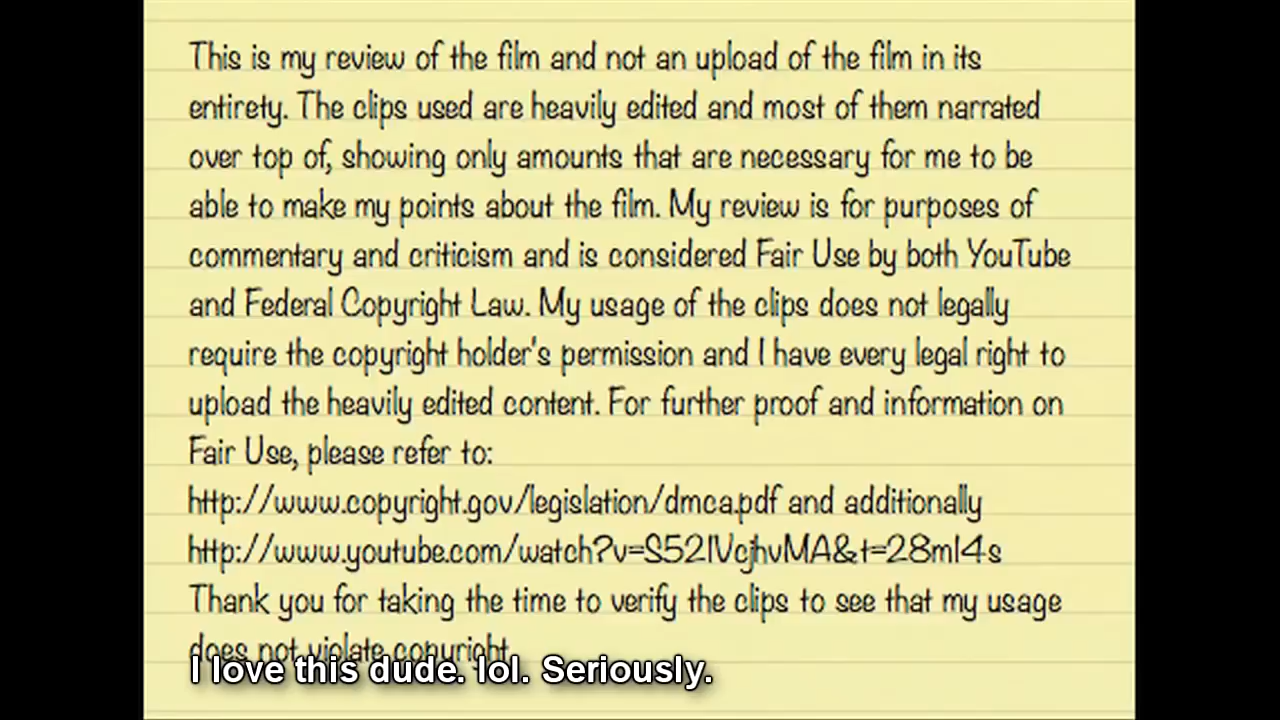 This is my review of the film and not an upload of the film in its
entirety. The clips used are heavily edited and most of them narrated
over top of, showing only amounts that are necessary for me to be
able to make my points about the film. My review is for purposes of
commentary and criticism and is considered Fair Use by both YouTube
and Federal Copyright Law. My usage of the clips does not legally
require the copyright holder's permission and I have every legal right to
upload the heavily edited content. For further proof and information on
Fair Use, please refer to:
http://www.copyright.gov/legislation/dmca.pdf and additionally
http://www.youtube.com/watch?v=S52IVcjhvMA&t=28m14s
Thank you for taking the time to verify the clips to see that my usage
does not violate copyright.
I love this dude. lol. Seriously.